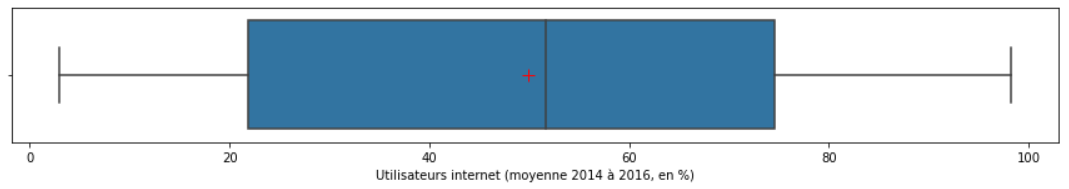 0 20 40 60 80 100
Utilisateurs internet (moyenne 2014 à 2016, en %)